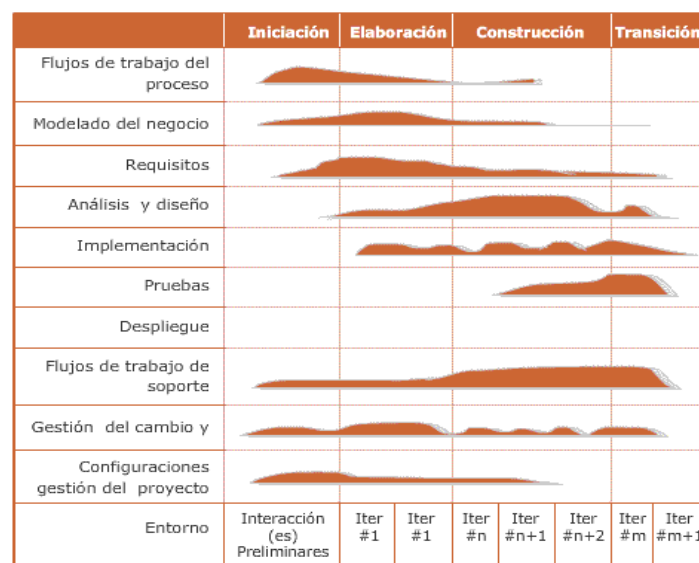 Iniciación Elaboración Construcción Transición
Flujos de trabajo del
proceso
Modelado del negocio
Requisitos
Análisis y diseño
Implementación
Pruebas
Despliegue
Flujos de trabajo de
soporte
Gestión del cambio y
Configuraciones
gestión del proyecto
Entorno
Interacción
(es)
Preliminares
Iter
#1
Iter
#1
Iter
#n
Iter
#n+1
Iter
#n+2
Iter
#m
Iter
#m+1